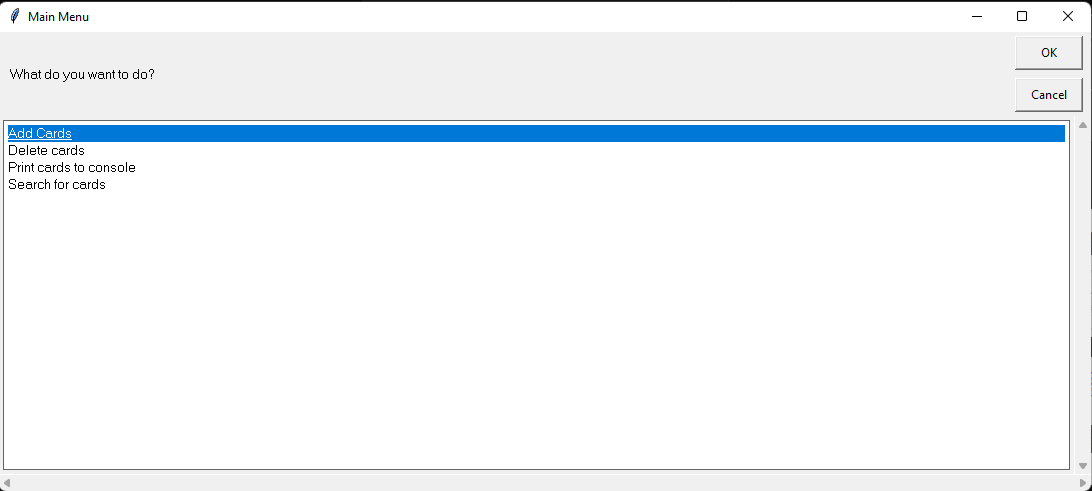 Main Menu
OK
What do you want to do?
Cancel
Add Cards
Delete cards
Print cards to console
Search for cards